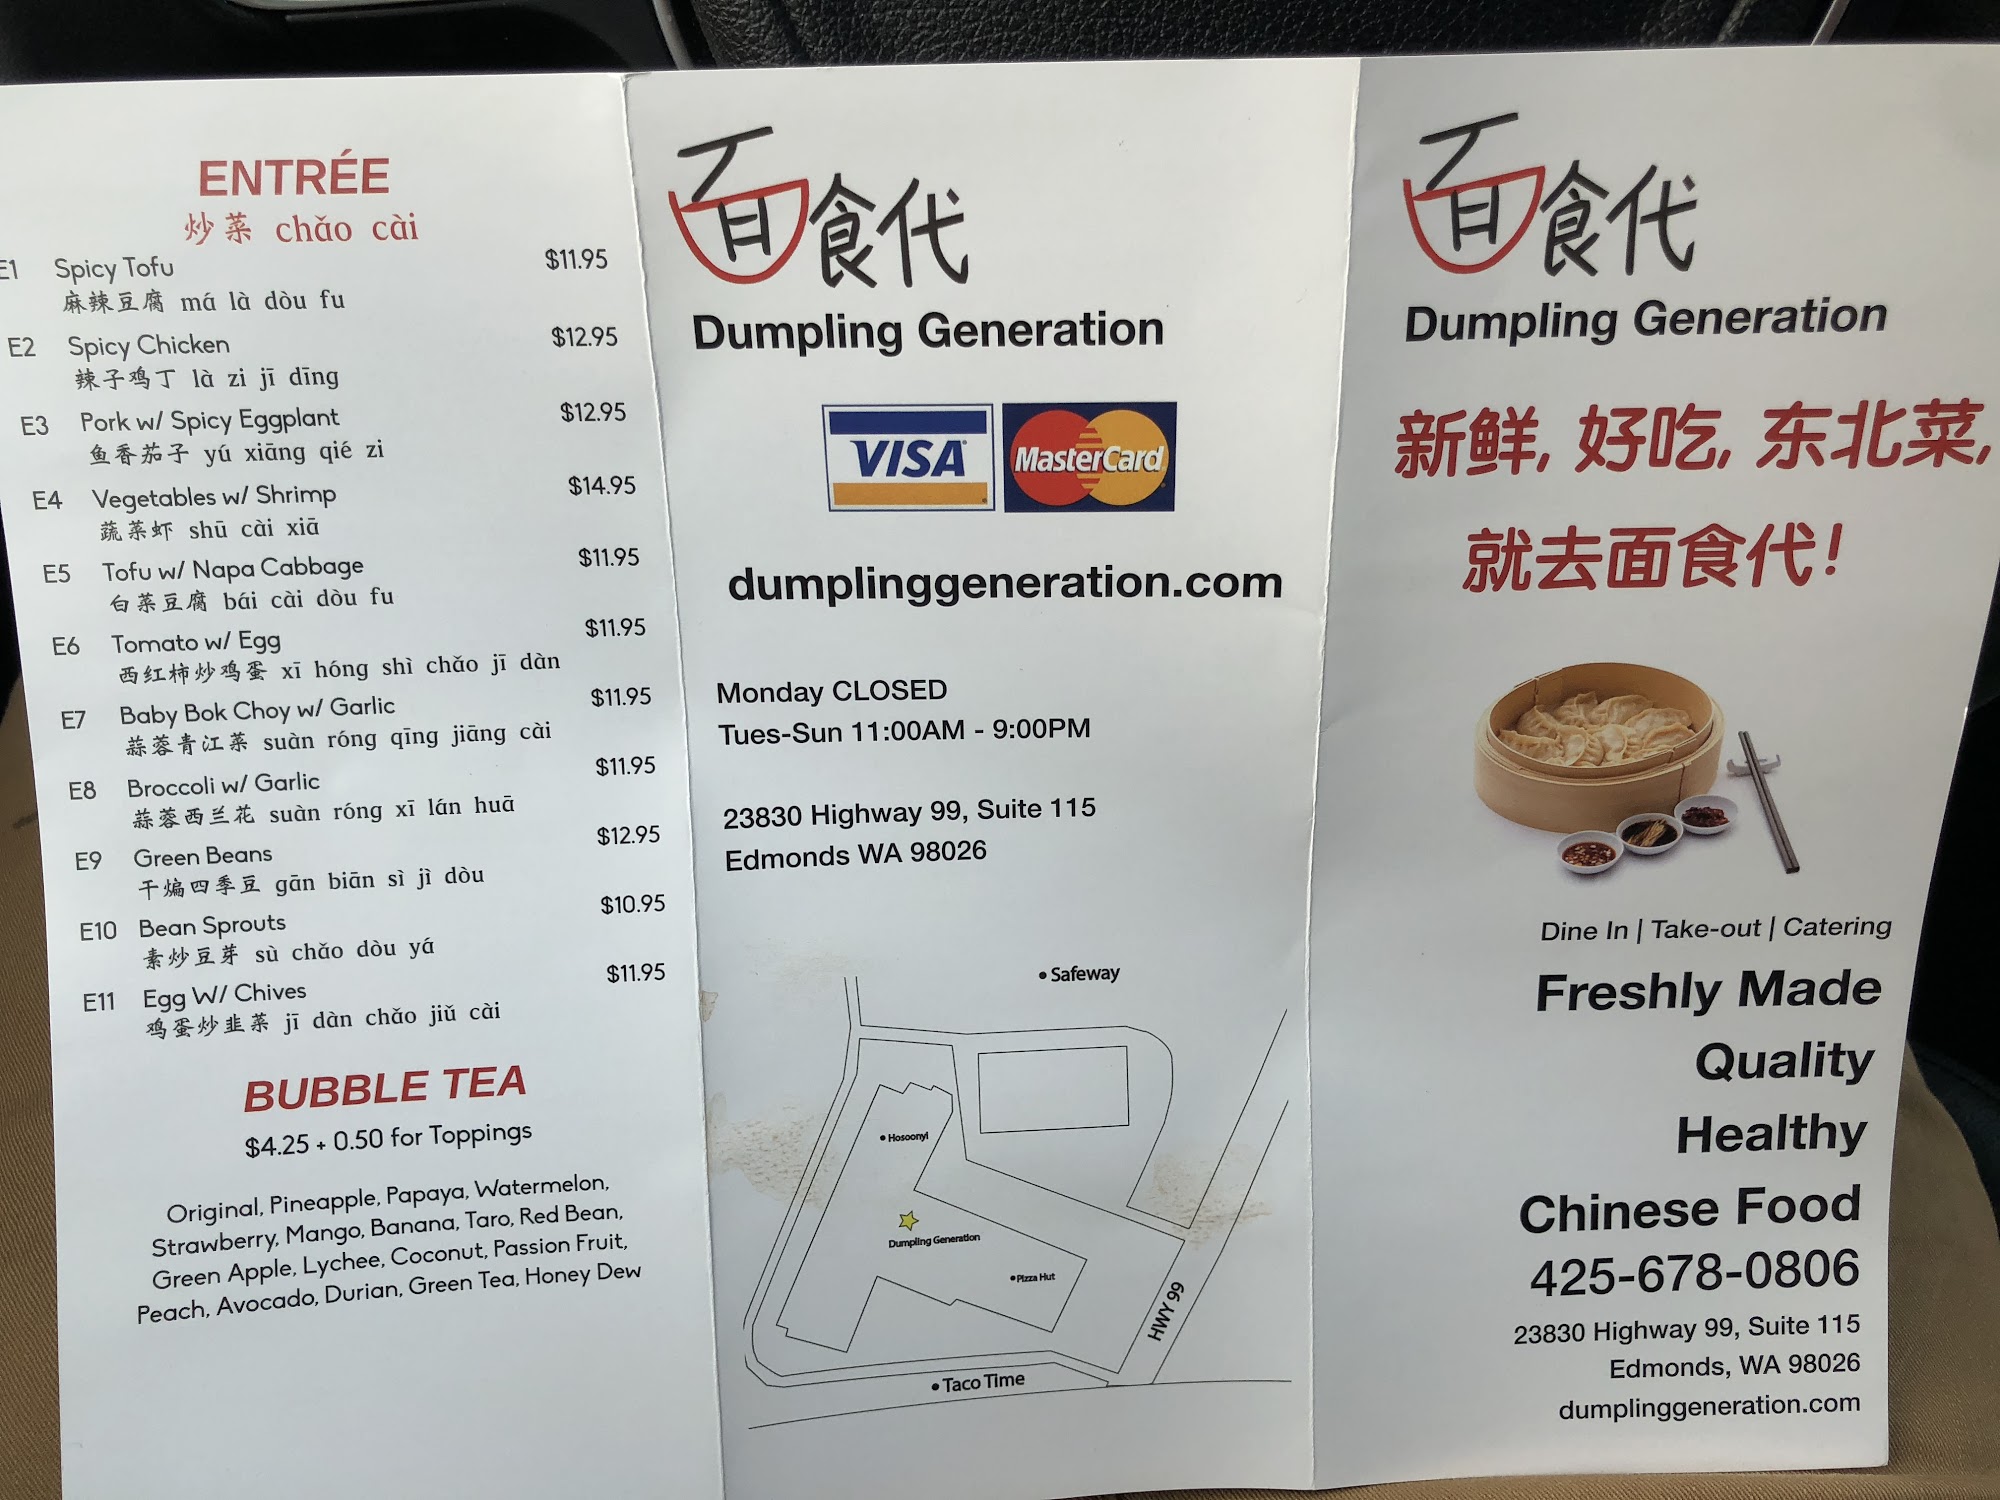 ENTRÉE
炒菜 chǎo cài
E1 Spicy Tofu $11.95
麻辣豆腐 má là dòu fu
E2 Spicy Chicken $12.95
辣子鸡丁 là zi jī dīng
E3 Pork w/ Spicy Eggplant $12.95
鱼香茄子 yú xiāng qié zi
E4 Vegetables w/ Shrimp $14.95
蔬菜虾 shū cài xiā
E5 Tofu w/ Napa Cabbage $11.95
白菜豆腐 bái cài dòu fu
E6 Tomato w/ Egg $11.95
西红柿炒鸡蛋 xī hóng shì chǎo jī dàn
E7 Baby Bok Choy w/ Garlic $11.95
蒜蓉青江菜 suàn róng qīng jiāng cài
E8 Broccoli w/ Garlic $11.95
蒜蓉西兰花 suàn róng xī lán huā
E9 Green Beans $12.95
干煸四季豆 gān biān sì jì dòu
E10 Bean Sprouts $10.95
素炒豆芽 sù chǎo dòu yá
E11 Egg W/ Chives $11.95
鸡蛋炒韭菜 jī dàn chǎo jiǔ cài
BUBBLE TEA
$4.25 + 0.50 for Toppings
Original, Pineapple, Papaya, Watermelon,
Strawberry, Mango, Banana, Taro, Red Bean,
Green Apple, Lychee, Coconut, Passion Fruit,
Peach, Avocado, Durian, Green Tea, Honey Dew
面食代
Dumpling Generation
VISA MasterCard
dumplinggeneration.com
Monday CLOSED
Tues-Sun 11:00AM - 9:00PM
23830 Highway 99, Suite 115
Edmonds WA 98026
• Safeway
• Hosoonyi
Dumpling Generation
• Pizza Hut
HWY 99
• Taco Time
面食代
Dumpling Generation
新鲜, 好吃, 东北菜,
就去面食代!
Dine In | Take-out | Catering
Freshly Made
Quality
Healthy
Chinese Food
425-678-0806
23830 Highway 99, Suite 115
Edmonds, WA 98026
dumplinggeneration.com